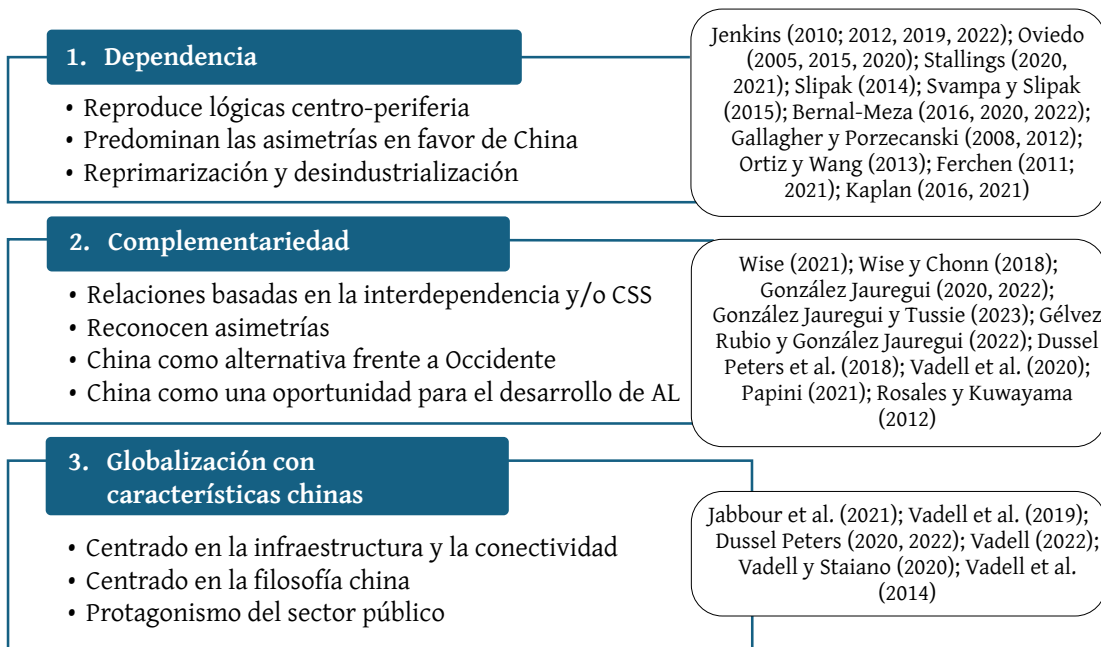 1. Dependencia
• Reproduce lógicas centro-periferia
• Predominan las asimetrías en favor de China
• Reprimarización y desindustrialización
Jenkins (2010; 2012, 2019, 2022); Oviedo
(2005, 2015, 2020); Stallings (2020,
2021); Slipak (2014); Svampa y Slipak
(2015); Bernal-Meza (2016, 2020, 2022);
Gallagher y Porzecanski (2008, 2012);
Ortiz y Wang (2013); Ferchen (2011;
2021); Kaplan (2016, 2021)
2. Complementariedad
• Relaciones basadas en la interdependencia y/o CSS
• Reconocen asimetrías
• China como alternativa frente a Occidente
• China como una oportunidad para el desarrollo de AL
Wise (2021); Wise y Chonn (2018);
González Jauregui (2020, 2022);
González Jauregui y Tussie (2023); Gélvez
Rubio y González Jauregui (2022); Dussel
Peters et al. (2018); Vadell et al. (2020);
Papini (2021); Rosales y Kuwayama
(2012)
3. Globalización con
características chinas
• Centrado en la infraestructura y la conectividad
• Centrado en la filosofía china
• Protagonismo del sector público
Jabbour et al. (2021); Vadell et al. (2019);
Dussel Peters (2020, 2022); Vadell (2022);
Vadell y Staiano (2020); Vadell et al.
(2014)